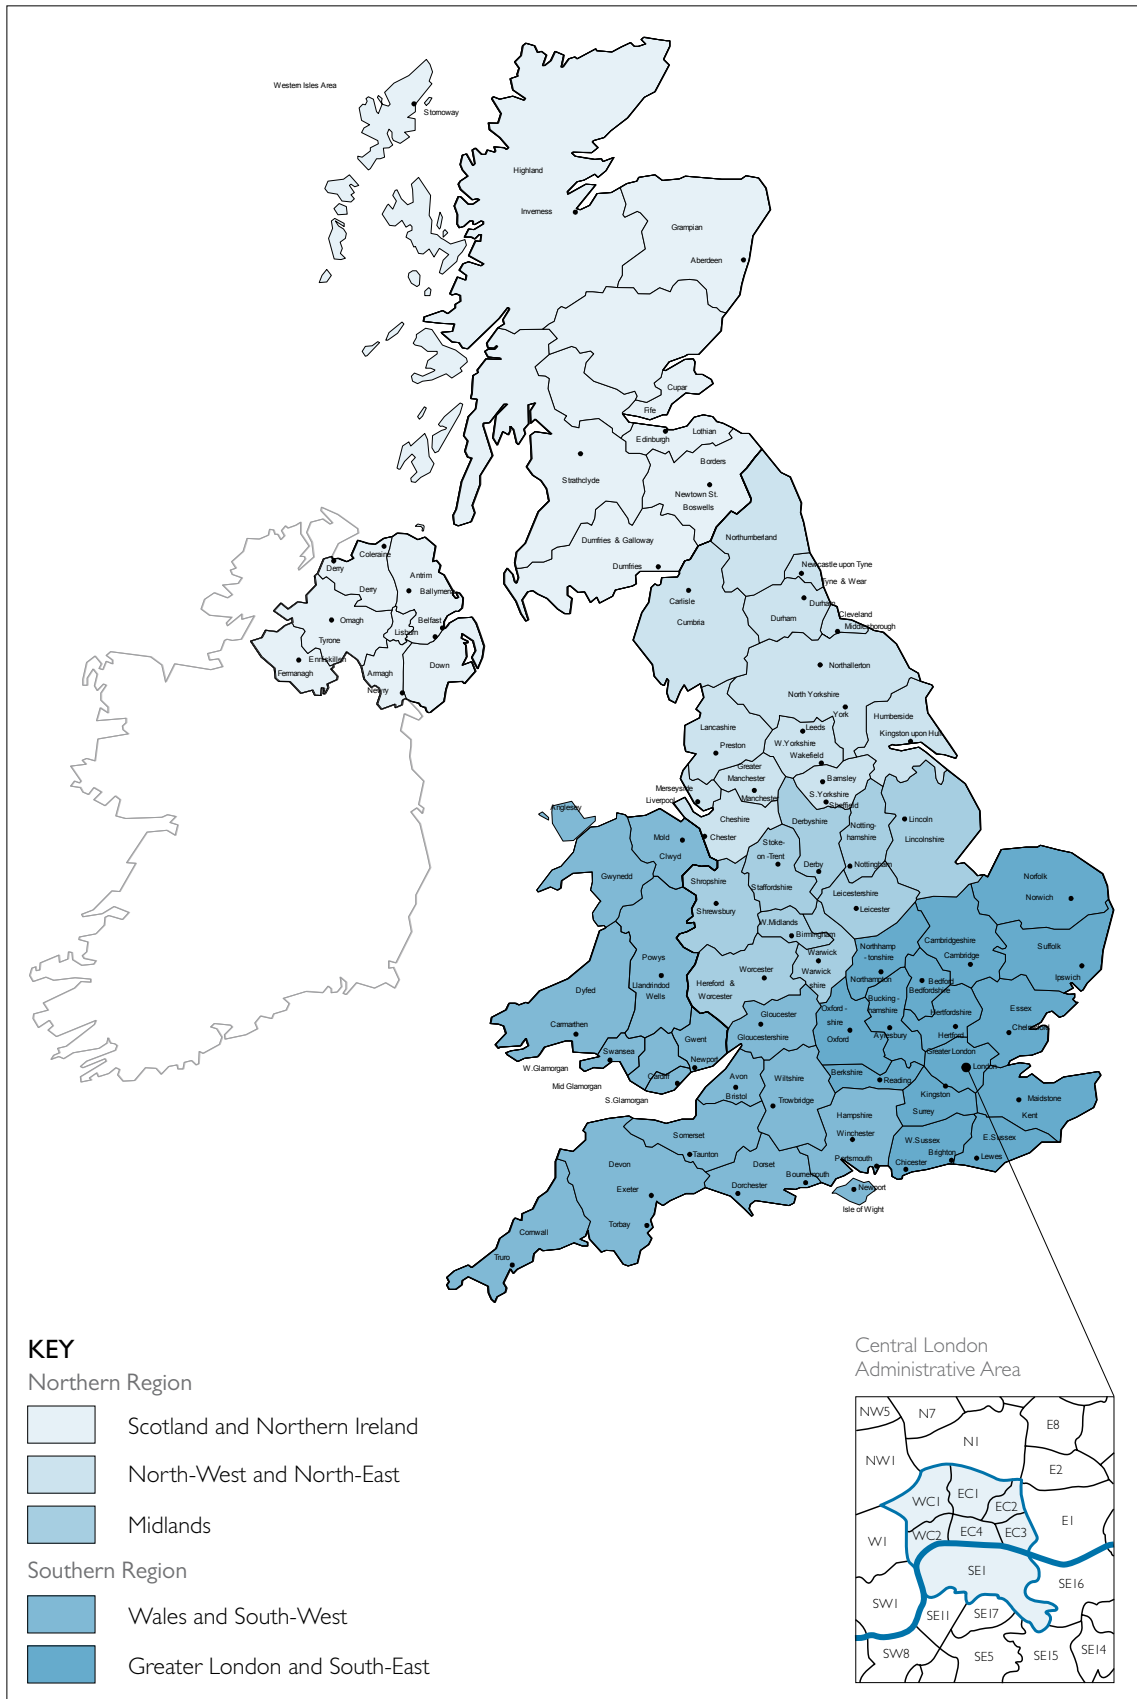 Western Isles Area
Stornoway
Highland
Inverness
Grampian
Aberdeen
Cupar
Fife
Edinburgh
Lothian
Strathclyde
Borders
Newtown St.
Boswells
Dumfries & Galloway
Dumfries
Northumberland
Newcastle upon Tyne
Tyne & Wear
Carlisle
Cumbria
Durham
Durham
Cleveland
Middlesborough
Coleraine
Derry
Derry
Antrim
Ballymena
Omagh
Tyrone
Lisburn
Belfast
Enniskillen
Fermanagh
Armagh
Newry
Down
Northallerton
North Yorkshire
York
Humberside
Kingston upon Hull
Lancashire
Preston
Leeds
W.Yorkshire
Wakefield
Greater
Manchester
Manchester
Barnsley
S.Yorkshire
Sheffield
Merseyside
Liverpool
Cheshire
Chester
Derbyshire
Derby
Notting-
hamshire
Nottingham
Lincoln
Lincolnshire
Anglesey
Mold
Clwyd
Gwynedd
Stoke-
on -Trent
Staffordshire
Shropshire
Shrewsbury
Leicestershire
Leicester
W.Midlands
Birmingham
Norfolk
Norwich
Cambridgeshire
Cambridge
Suffolk
Ipswich
Northhamp
-tonshire
Northampton
Warwick
Warwick
shire
Worcester
Hereford &
Worcester
Powys
Llandrindod
Wells
Dyfed
Carmarthen
Bedford
Bedfordshire
Bucking -
hamshire
Aylesbury
Hertfordshire
Hertford
Essex
Chelmsford
Oxford -
shire
Oxford
Gloucester
Gloucestershire
Gwent
Newport
Swansea
W.Glamorgan
Mid Glamorgan
Cardiff
S.Glamorgan
Greater London
London
Avon
Bristol
Wiltshire
Trowbridge
Berkshire
Reading
Kingston
Surrey
Maidstone
Kent
Hampshire
Winchester
Portsmouth
W.Sussex
Chicester
Brighton
E.Sussex
Lewes
Somerset
Taunton
Devon
Exeter
Torbay
Dorset
Dorchester
Bournemouth
Newport
Isle of Wight
Cornwall
Truro
KEY
Northern Region
Scotland and Northern Ireland
North-West and North-East
Midlands
Southern Region
Wales and South-West
Greater London and South-East
Central London
Administrative Area
NW5
N7
E8
N1
NW1
E2
WC1
EC1
EC2
E1
W1
WC2
EC4
EC3
SE1
SE16
SW1
SE11
SE17
SW8
SE5
SE15
SE14